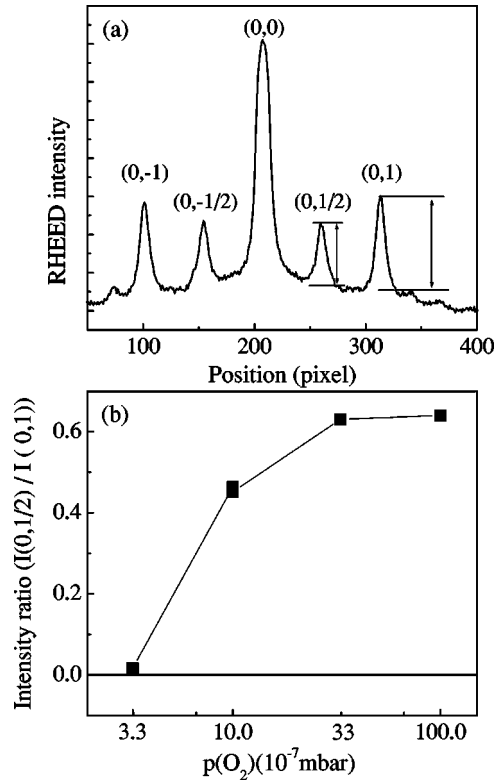 (a)
(0,0)
(0,-1)
(0,-1/2)
(0,1/2)
(0,1)
RHEED intensity
100
200
300
400
Position (pixel)
(b)
0.6
0.4
0.2
0.0
Intensity ratio (I(0,1/2) / I ( 0,1))
3.3
10.0
33
100.0
p(O₂)(10⁻⁷mbar)